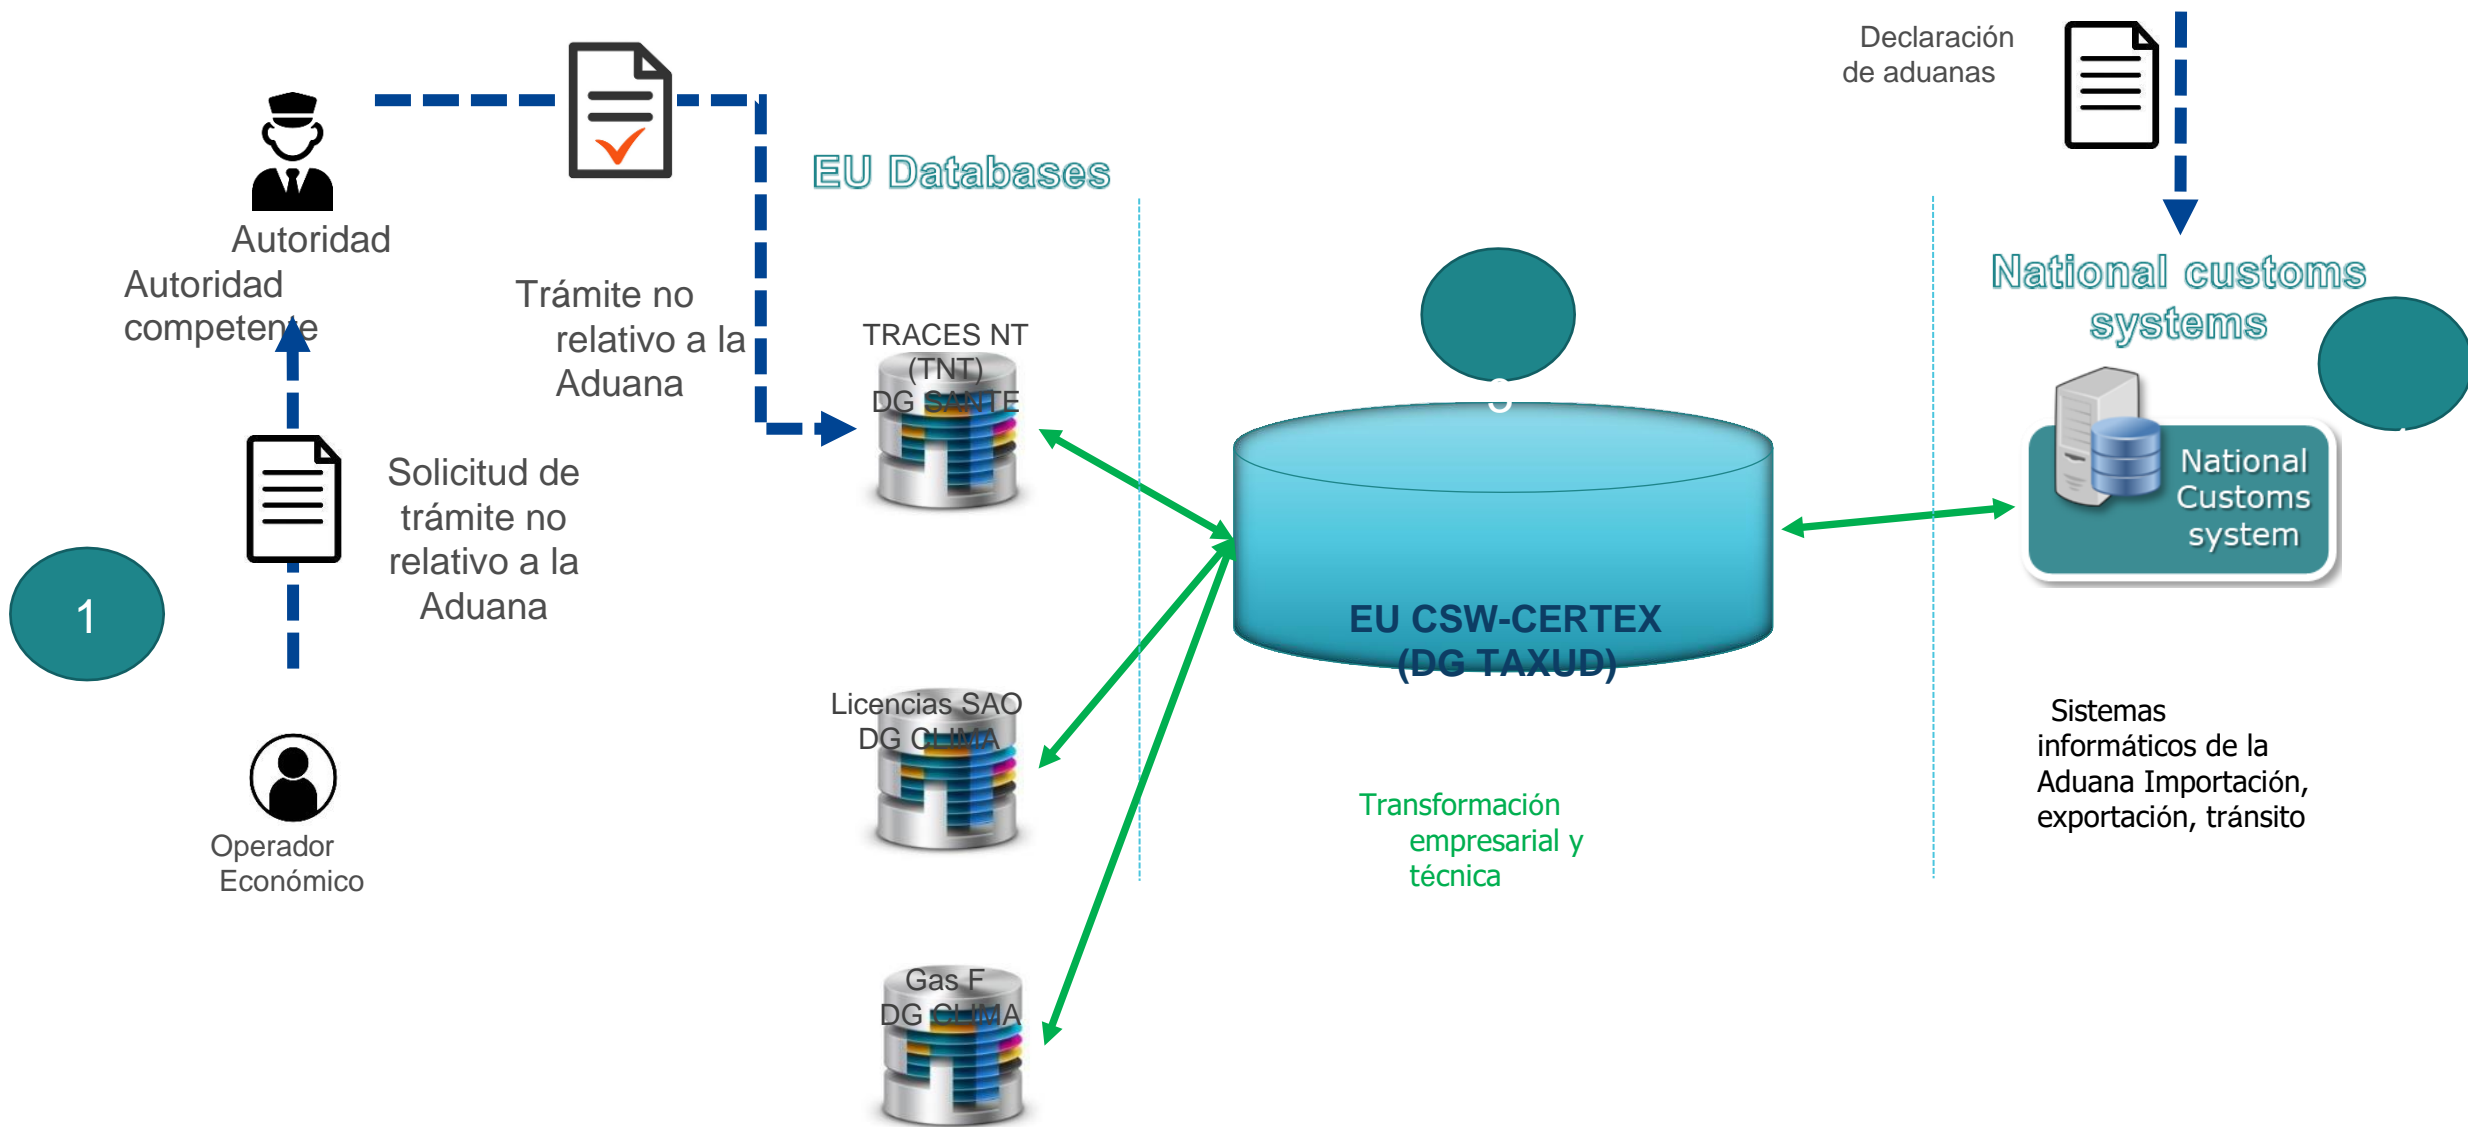 Declaración
de aduanas
EU Databases
Autoridad
Autoridad
competente
Trámite no
relativo a la
Aduana
National customs
systems
TRACES NT
(TNT)
DG SANTE
3
National
Customs
system
Solicitud de
trámite no
relativo a la
Aduana
1
EU CSW-CERTEX
(DG TAXUD)
Licencias SAO
DG CLIMA
Sistemas
informáticos de la
Aduana Importación,
exportación, tránsito
Transformación
empresarial y
técnica
Operador
Económico
Gas F
DG CLIMA